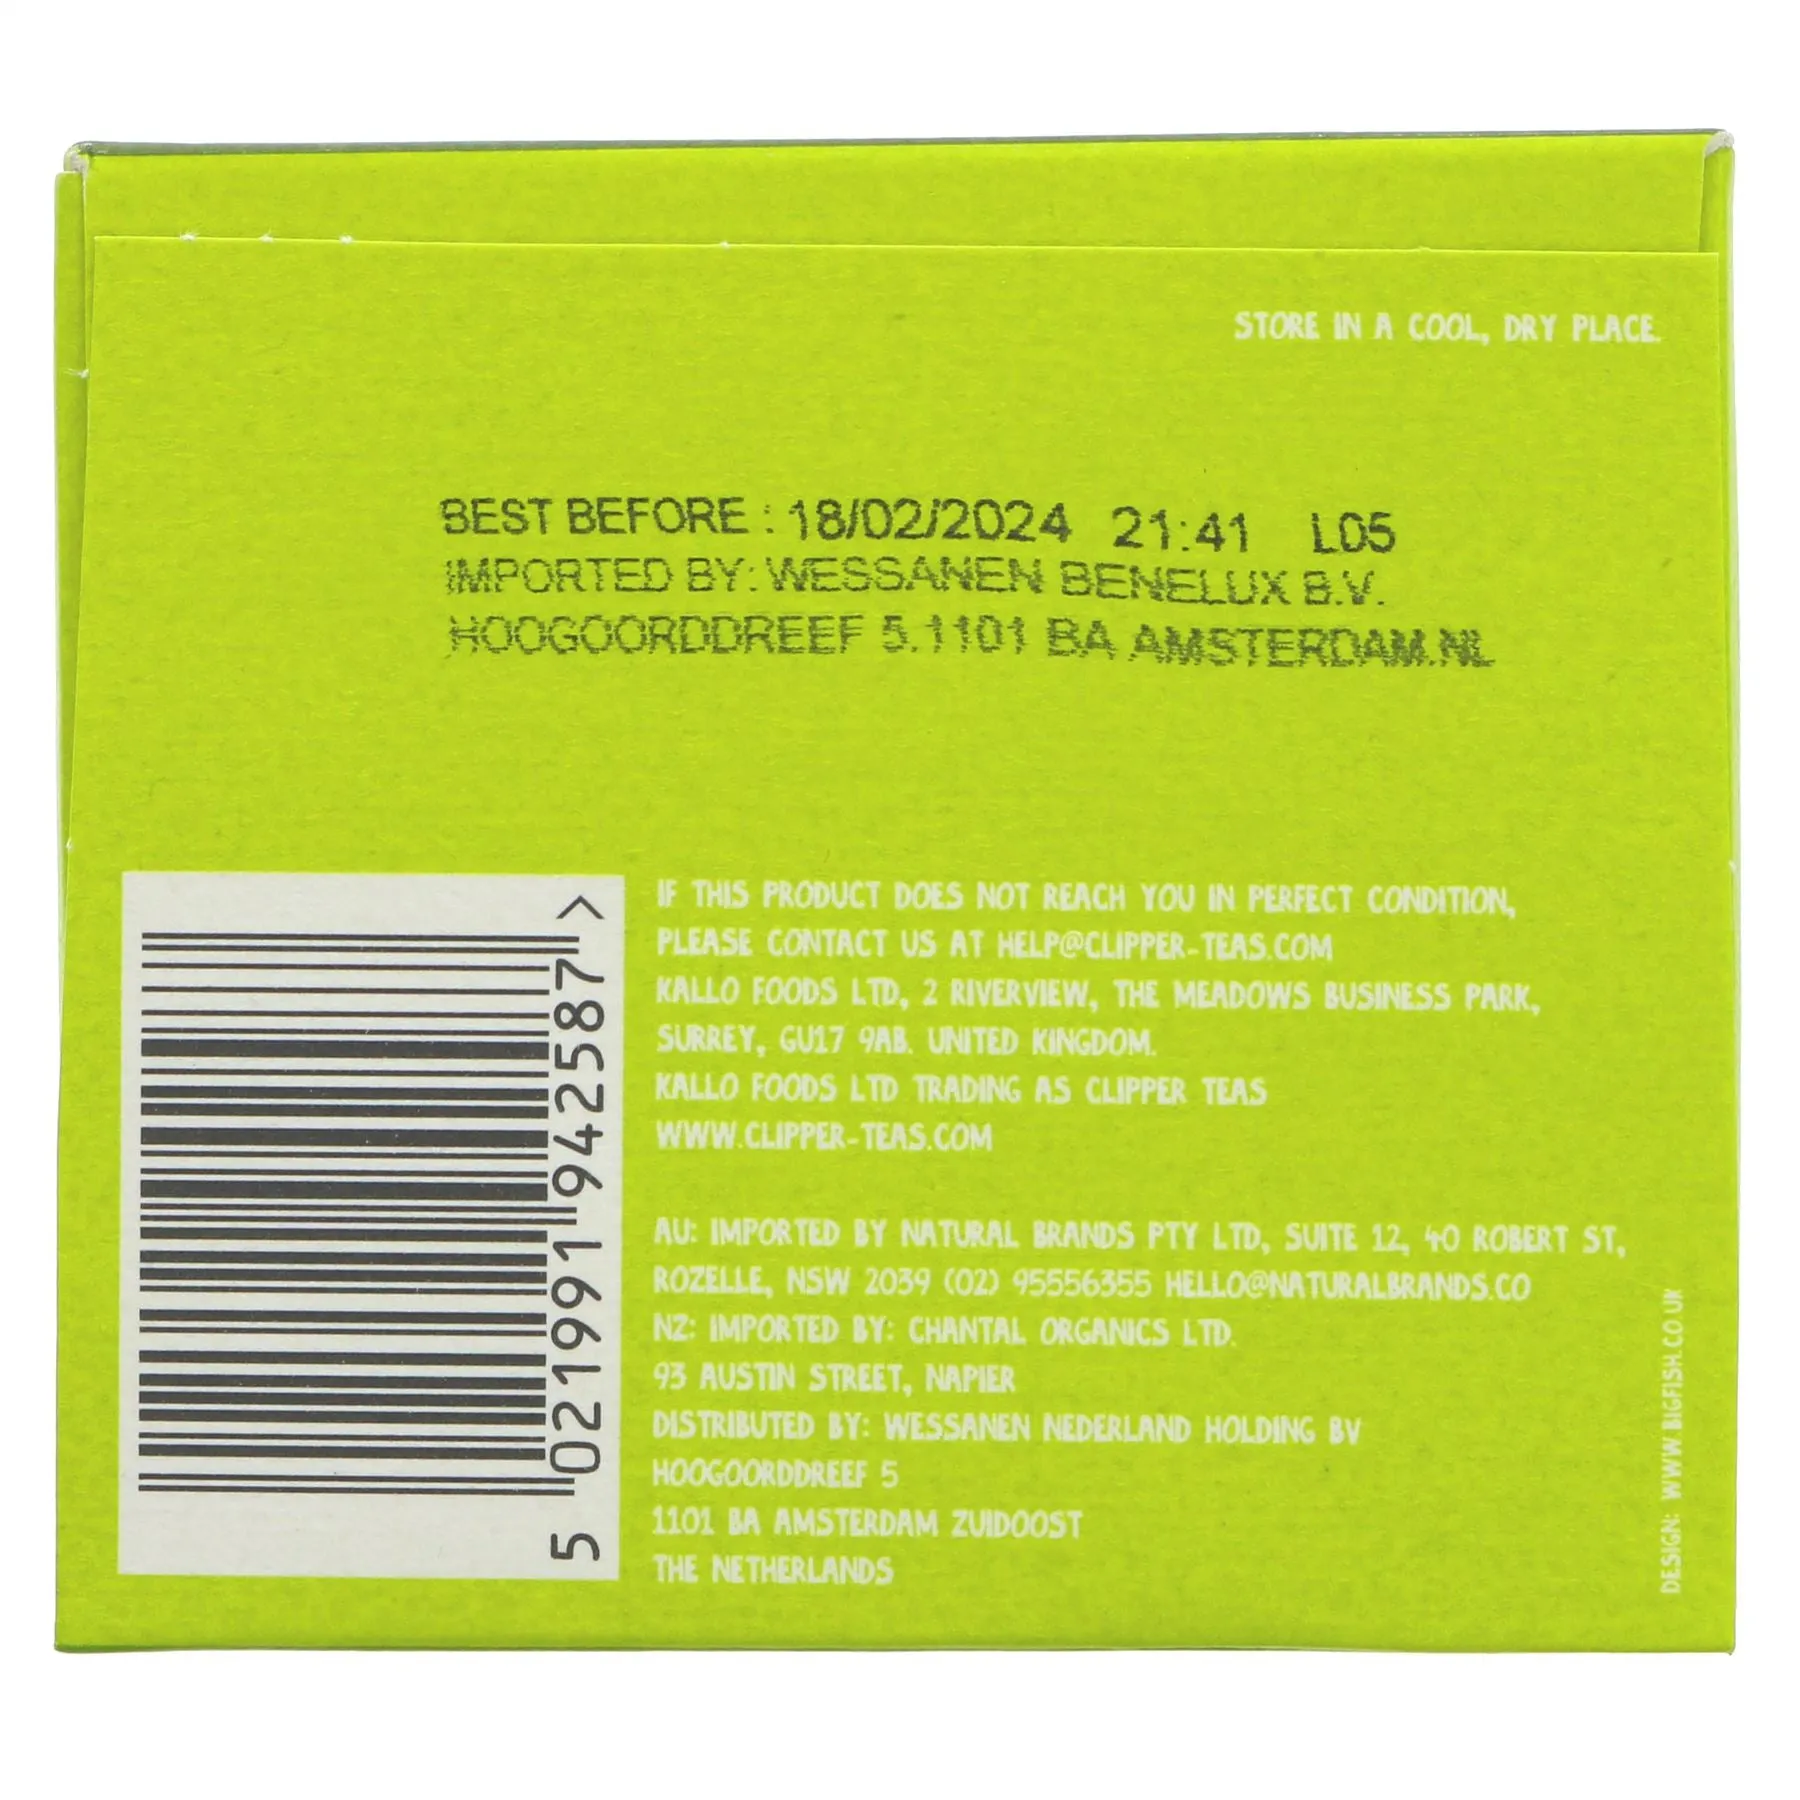 STORE IN A COOL, DRY PLACE.
BEST BEFORE : 18/02/2024 21:41 L05
IMPORTED BY: WESSANEN BENELUX B.V.
HOOGOORDDREEF 5.1101 BA AMSTERDAM.NL
5 021991 942587 >
IF THIS PRODUCT DOES NOT REACH YOU IN PERFECT CONDITION,
PLEASE CONTACT US AT HELP@CLIPPER-TEAS.COM
KALLO FOODS LTD, 2 RIVERVIEW, THE MEADOWS BUSINESS PARK,
SURREY, GU17 9AB. UNITED KINGDOM.
KALLO FOODS LTD TRADING AS CLIPPER TEAS
WWW.CLIPPER-TEAS.COM
AU: IMPORTED BY NATURAL BRANDS PTY LTD, SUITE 12, 40 ROBERT ST,
ROZELLE, NSW 2039 (02) 95556355 HELLO@NATURALBRANDS.CO
NZ: IMPORTED BY: CHANTAL ORGANICS LTD.
93 AUSTIN STREET, NAPIER
DISTRIBUTED BY: WESSANEN NEDERLAND HOLDING BV
HOOGOORDDREEF 5
1101 BA AMSTERDAM ZUIDOOST
THE NETHERLANDS
DESIGN: WWW.BIGFISH.CO.UK